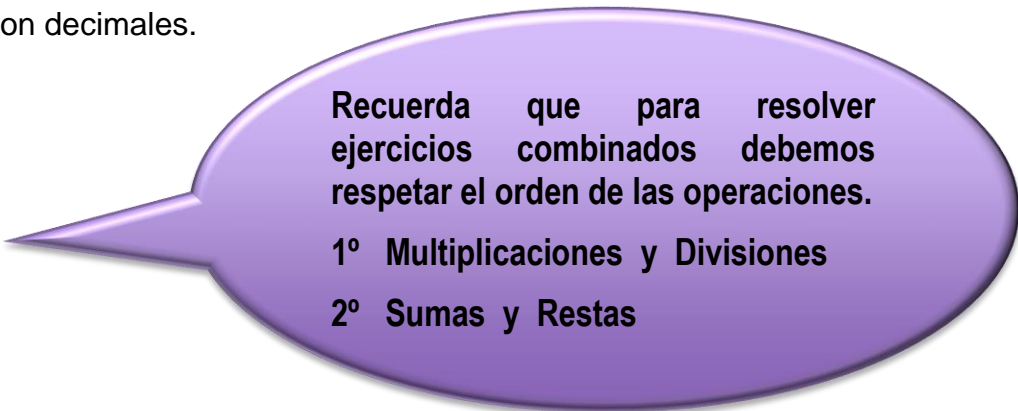 on decimales.
Recuerda que para resolver
ejercicios combinados debemos
respetar el orden de las operaciones.
1º Multiplicaciones y Divisiones
2º Sumas y Restas